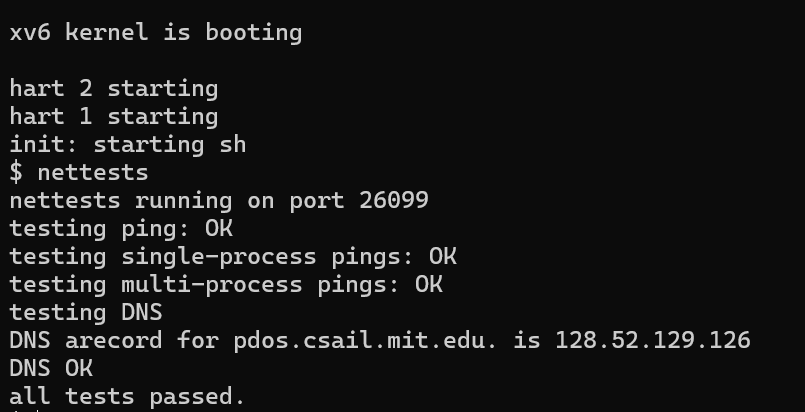 xv6 kernel is booting
hart 2 starting
hart 1 starting
init: starting sh
$ nettests
nettests running on port 26099
testing ping: OK
testing single-process pings: OK
testing multi-process pings: OK
testing DNS
DNS arecord for pdos.csail.mit.edu. is 128.52.129.126
DNS OK
all tests passed.